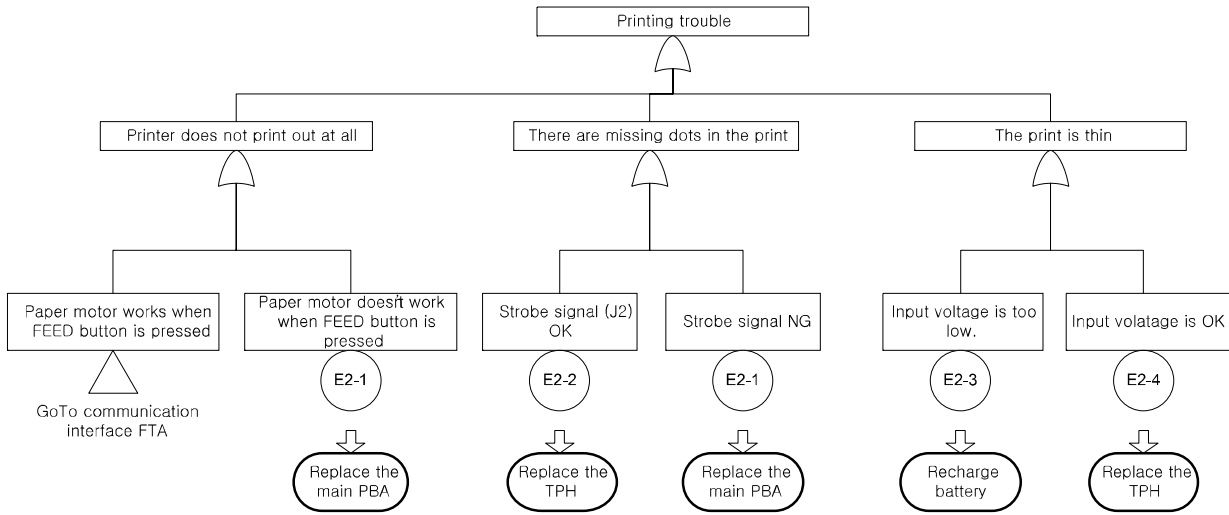 Printing trouble
Printer does not print out at all
There are missing dots in the print
The print is thin
Paper motor works when
FEED button is pressed
Paper motor doesn't work
when FEED button is
pressed
Strobe signal (J2)
OK
Strobe signal NG
Input voltage is too
low.
Input volatage is OK
E2-1
E2-2
E2-1
E2-3
E2-4
GoTo communication
interface FTA
Replace the
main PBA
Replace the
TPH
Replace the
main PBA
Recharge
battery
Replace the
TPH